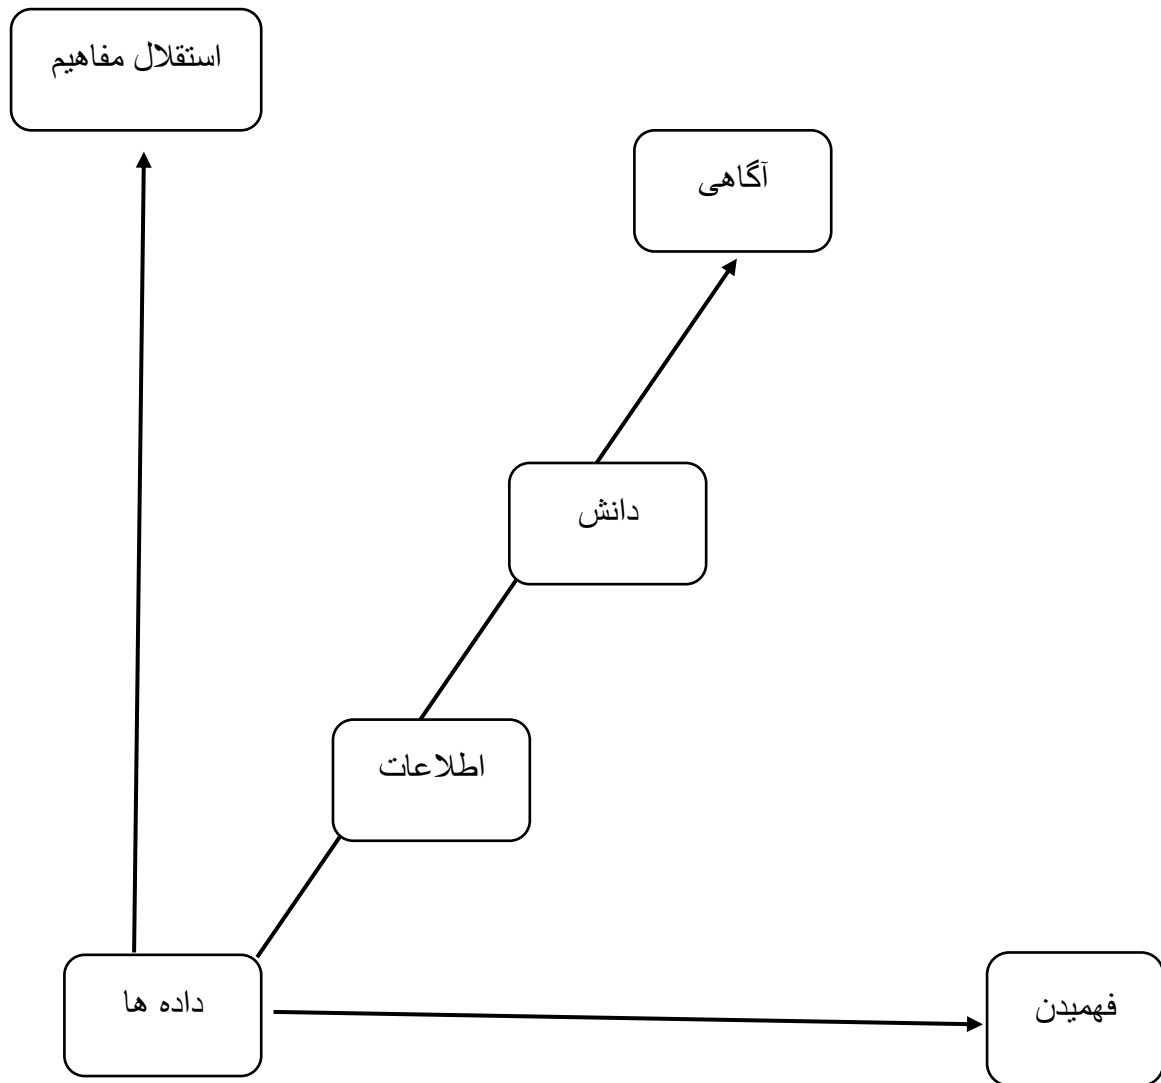 استقلال مفاهیم
آگاهی
دانش
اطلاعات
داده ها
فهمیدن